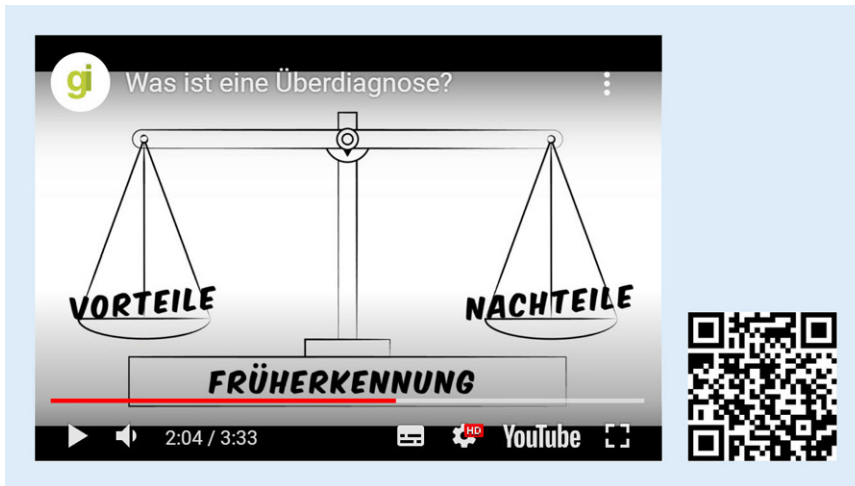 gi
Was ist eine Überdiagnose?
VORTEILE
NACHTEILE
FRÜHERKENNUNG
2:04 / 3:33
HD
YouTube